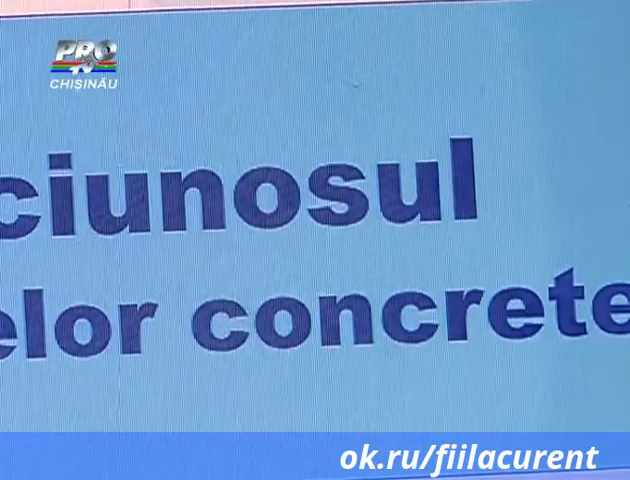 PRO
TV
CHIȘINĂU
ciunosul
elor concrete
ok.ru/fiilacurent